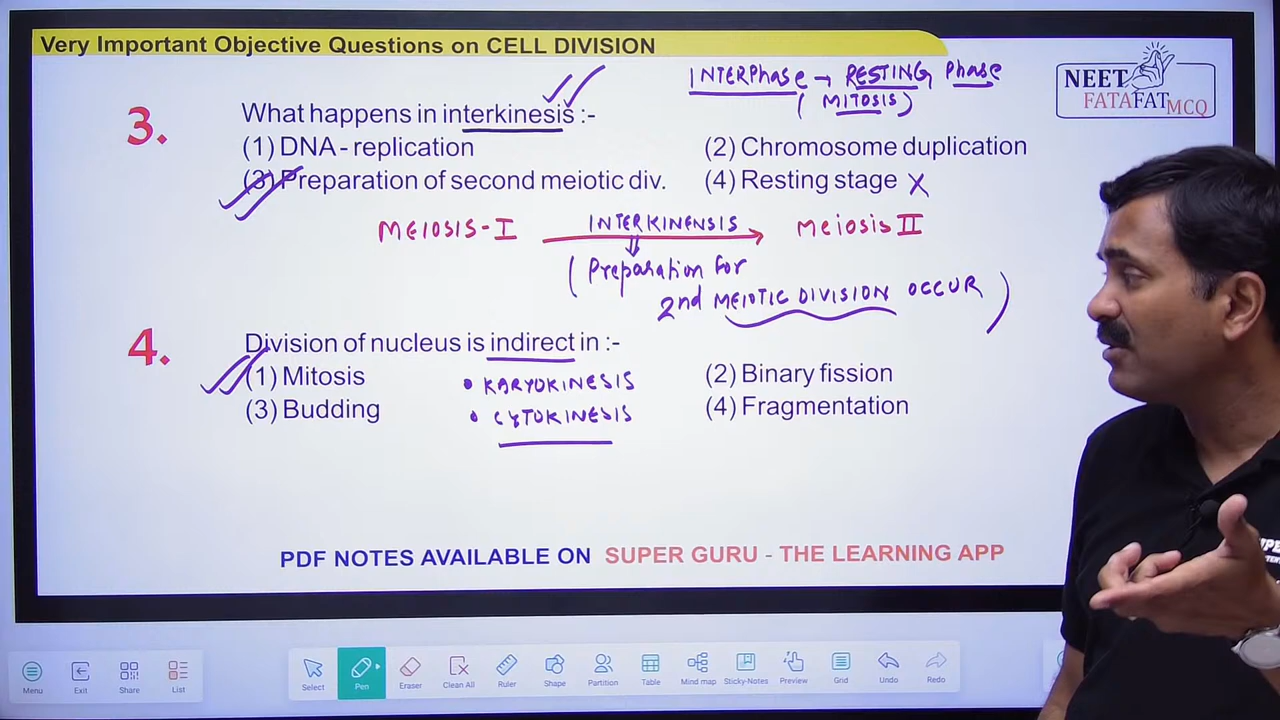 Very Important Objective Questions on CELL DIVISION
INTERPhase → RESTING Phase
( MITOSIS )
NEET
FATAFAT MCQ
3. What happens in interkinesis :-
(1) DNA - replication
(2) Chromosome duplication
(3) Preparation of second meiotic div.
(4) Resting stage X
MEIOSIS - I INTERKINENSIS MeiosisII
( Preparation for
2nd MEIOTIC DIVISION OCCUR )
4. Division of nucleus is indirect in :-
(1) Mitosis
(2) Binary fission
(3) Budding
(4) Fragmentation
• KARYOKINESIS
• CYTOKINESIS
PDF NOTES AVAILABLE ON SUPER GURU - THE LEARNING APP
Menu Exit Share List Select Pen Eraser Clean All Ruler Shape Partition Table Mind map Sticky-Notes Preview Grid Undo Redo